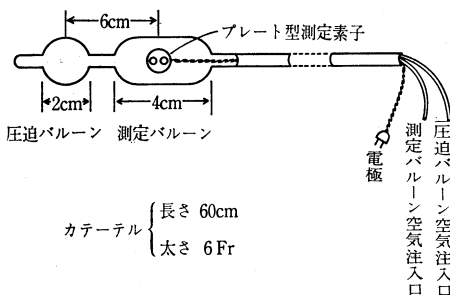 6cm
プレート型測定素子
2cm
4cm
圧迫バルーン
測定バルーン
電極
測定バルーン空気注入口
圧迫バルーン空気注入口
カテーテル
長さ 60cm
太さ 6Fr